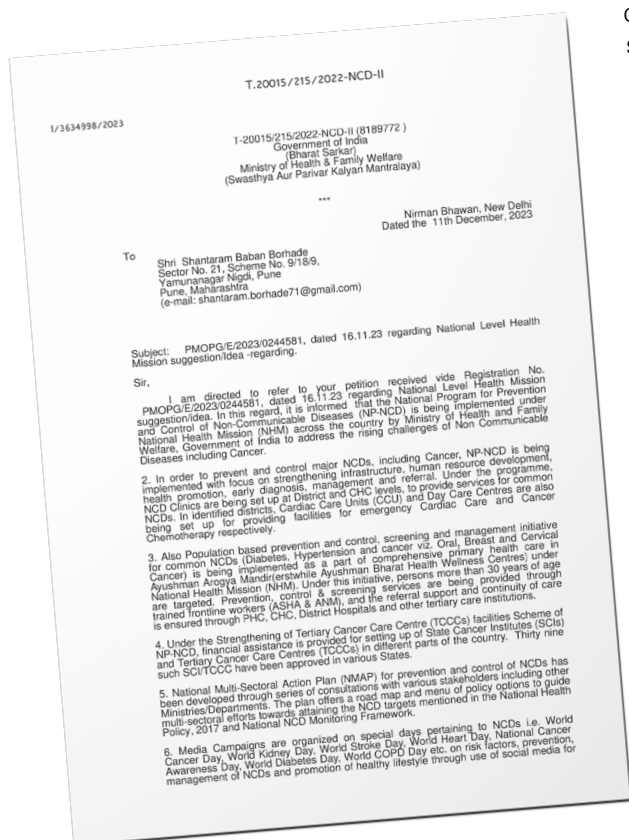 T.20015/215/2022-NCD-II
I/3634998/2023
T-20015/215/2022-NCD-II (8189772 )
Government of India
(Bharat Sarkar)
Ministry of Health & Family Welfare
(Swasthya Aur Parivar Kalyan Mantralaya)
***
Nirman Bhawan, New Delhi
Dated the 11th December, 2023
To
Shri Shantaram Baban Borhade
Sector No. 21, Scheme No. 9/18/9,
Yamunanagar Nigdi, Pune
Pune, Maharashtra
(e-mail: shantaram.borhade71@gmail.com)
Subject: PMOPG/E/2023/0244581, dated 16.11.23 regarding National Level Health
Mission suggestion/Idea -regarding.
Sir,
I am directed to refer to your petition received vide Registration No.
PMOPG/E/2023/0244581, dated 16.11.23 regarding National Level Health Mission
suggestion/idea. In this regard, it is informed that the National Program for Prevention
and Control of Non-Communicable Diseases (NP-NCD) is being implemented under
National Health Mission (NHM) across the country by Ministry of Health and Family
Welfare, Government of India to address the rising challenges of Non Communicable
Diseases including Cancer.
2. In order to prevent and control major NCDs, including Cancer, NP-NCD is being
implemented with focus on strengthening infrastructure, human resource development,
health promotion, early diagnosis, management and referral. Under the programme,
NCD Clinics are being set up at District and CHC levels, to provide services for common
NCDs. In identified districts, Cardiac Care Units (CCU) and Day Care Centres are also
being set up for providing facilities for emergency Cardiac Care and Cancer
Chemotherapy respectively.
3. Also Population based prevention and control, screening and management initiative
for common NCDs (Diabetes, Hypertension and cancer viz. Oral, Breast and Cervical
Cancer) is being implemented as a part of comprehensive primary health care in
Ayushman Arogya Mandir(erstwhile Ayushman Bharat Health Wellness Centres) under
National Health Mission (NHM). Under this initiative, persons more than 30 years of age
are targeted. Prevention, control & screening services are being provided through
trained frontline workers (ASHA & ANM), and the referral support and continuity of care
is ensured through PHC, CHC, District Hospitals and other tertiary care institutions.
4. Under the Strengthening of Tertiary Cancer Care Centre (TCCCs) facilities Scheme of
NP-NCD, financial assistance is provided for setting up of State Cancer Institutes (SCIs)
and Tertiary Cancer Care Centres (TCCCs) in different parts of the country. Thirty nine
such SCI/TCCC have been approved in various States.
5. National Multi-Sectoral Action Plan (NMAP) for prevention and control of NCDs has
been developed through series of consultations with various stakeholders including other
Ministries/Departments. The plan offers a road map and menu of policy options to guide
multi-sectoral efforts towards attaining the NCD targets mentioned in the National Health
Policy, 2017 and National NCD Monitoring Framework.
6. Media Campaigns are organized on special days pertaining to NCDs i.e. World
Cancer Day, World Kidney Day, World Stroke Day, World Heart Day, National Cancer
Awareness Day, World Diabetes Day, World COPD Day etc. on risk factors, prevention,
management of NCDs and promotion of healthy lifestyle through use of social media for